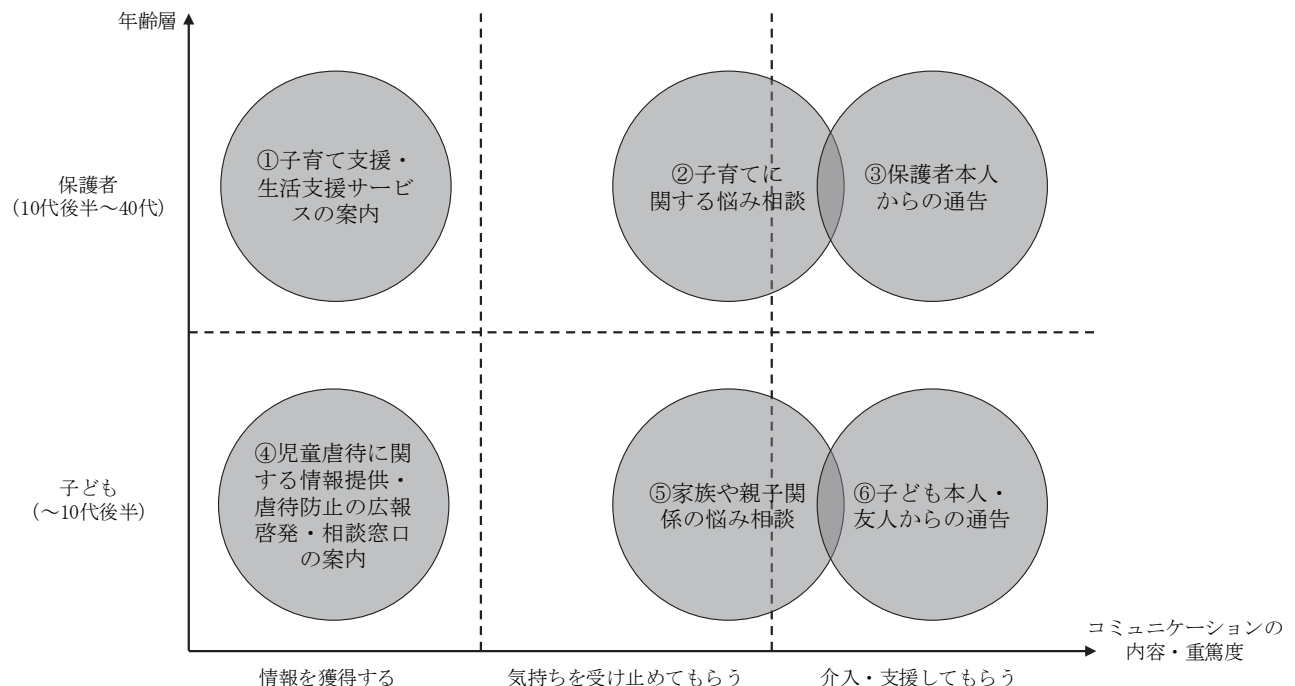 年齢層
保護者
(10代後半~40代)
①子育て支援・
生活支援サービ
スの案内
②子育てに
関する悩み相談
③保護者本人
からの通告
子ども
(~10代後半)
④児童虐待に関
する情報提供・
虐待防止の広報
啓発・相談窓口
の案内
⑤家族や親子関
係の悩み相談
⑥子ども本人・
友人からの通告
コミュニケーションの
内容・重篤度
情報を獲得する
気持ちを受け止めてもらう
介入・支援してもらう